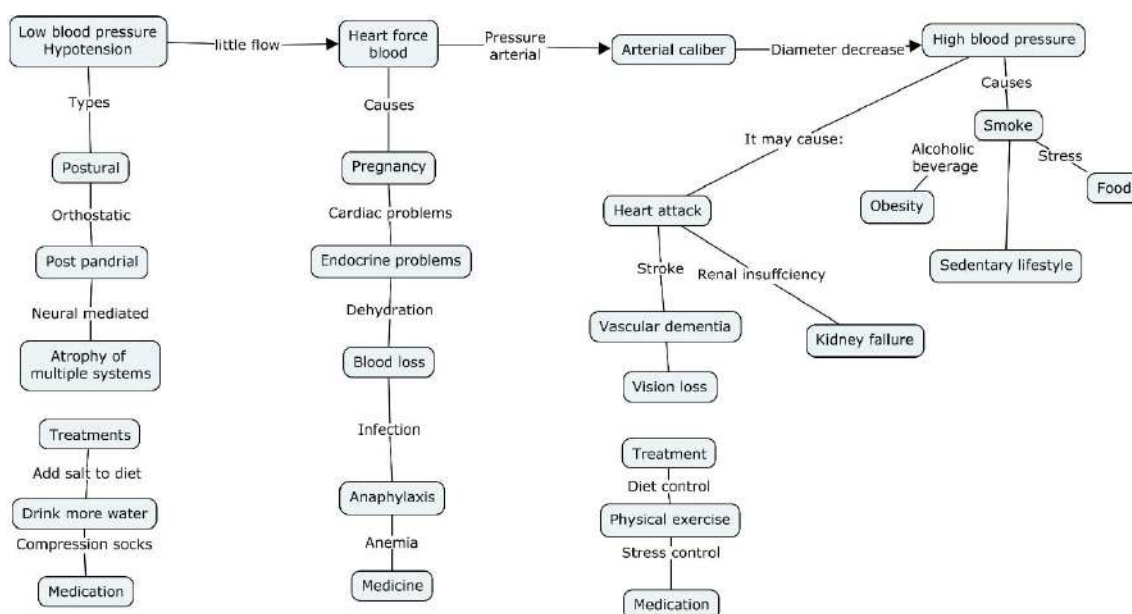 Low blood pressure
Hypotension
little flow
Heart force
blood
Pressure
arterial
Arterial caliber
Diameter decrease
High blood pressure
Types
Postural
Orthostatic
Post pandrial
Neural mediated
Atrophy of
multiple systems
Treatments
Add salt to diet
Drink more water
Compression socks
Medication
Causes
Pregnancy
Cardiac problems
Endocrine problems
Dehydration
Blood loss
Infection
Anaphylaxis
Anemia
Medicine
It may cause:
Heart attack
Stroke
Renal insuffciency
Vascular dementia
Kidney fallure
Vision loss
Treatment
Diet control
Physical exercise
Stress control
Medication
Causes
Smoke
Alcoholic
beverage
Stress
Obesity
Food
Sedentary lifestyle